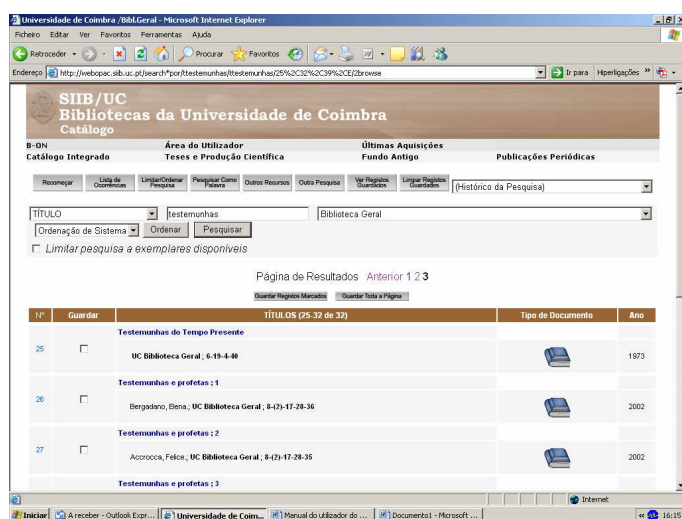 Universidade de Coimbra /Bibl.Geral - Microsoft Internet Explorer
Ficheiro Editar Ver Favoritos Ferramentas Ajuda
Retroceder Procurar Favoritos
Endereço http://webopac.sib.uc.pt/search*por/ttestemunhas/ttestemunhas/25%2C32%2C39%2CE/2browse Ir para Hiperligações »
SIIB/UC
Bibliotecas da Universidade de Coimbra
Catálogo
B-ON Área do Utilizador Últimas Aquisições
Catálogo Integrado Teses e Produção Científica Fundo Antigo Publicações Periódicas
Recomeçar Lista de Ocorrências Limitar/Ordenar Pesquisa Pesquisar Como Palavra Outros Recursos Outra Pesquisa Ver Registos Guardados Limpar Registos Guardados (Histórico da Pesquisa)
TÍTULO testemunhas Biblioteca Geral
Ordenação de Sistema Ordenar Pesquisar
Limitar pesquisa a exemplares disponíveis
Página de Resultados Anterior 1 2 3
Guardar Registos Marcados Guardar Toda a Página
Nº Guardar TÍTULOS (25-32 de 32) Tipo de Documento Ano
Testemunhas do Tempo Presente
25 UC Biblioteca Geral ; 6-19-4-40 1973
Testemunhas e profetas ; 1
26 Bergadano, Elena.; UC Biblioteca Geral ; 8-(2)-17-28-36 2002
Testemunhas e profetas ; 2
27 Accrocca, Felice.; UC Biblioteca Geral ; 8-(2)-17-28-35 2002
Testemunhas e profetas ; 3
Internet
Iniciar A receber - Outlook Expr... Universidade de Coim... Manual do utilizador do ... Documento1 - Microsoft ... « 16:15